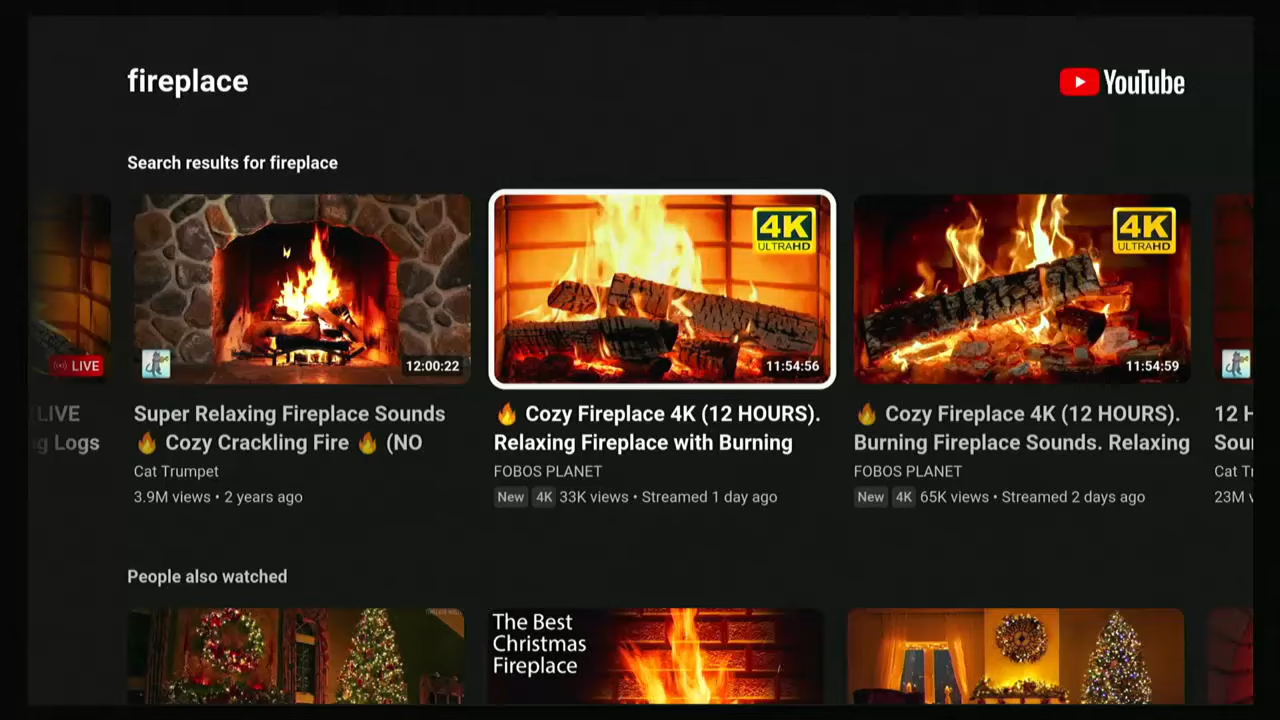 fireplace
YouTube
Search results for fireplace
LIVE
12:00:22
4K
ULTRA HD
11:54:56
4K
ULTRA HD
11:54:59
LIVE
g Logs
Super Relaxing Fireplace Sounds
🔥 Cozy Crackling Fire 🔥 (NO
Cat Trumpet
3.9M views • 2 years ago
🔥 Cozy Fireplace 4K (12 HOURS).
Relaxing Fireplace with Burning
FOBOS PLANET
New 4K 33K views • Streamed 1 day ago
🔥 Cozy Fireplace 4K (12 HOURS).
Burning Fireplace Sounds. Relaxing
FOBOS PLANET
New 4K 65K views • Streamed 2 days ago
12 H
Sour
Cat Tr
23M v
People also watched
The Best
Christmas
Fireplace